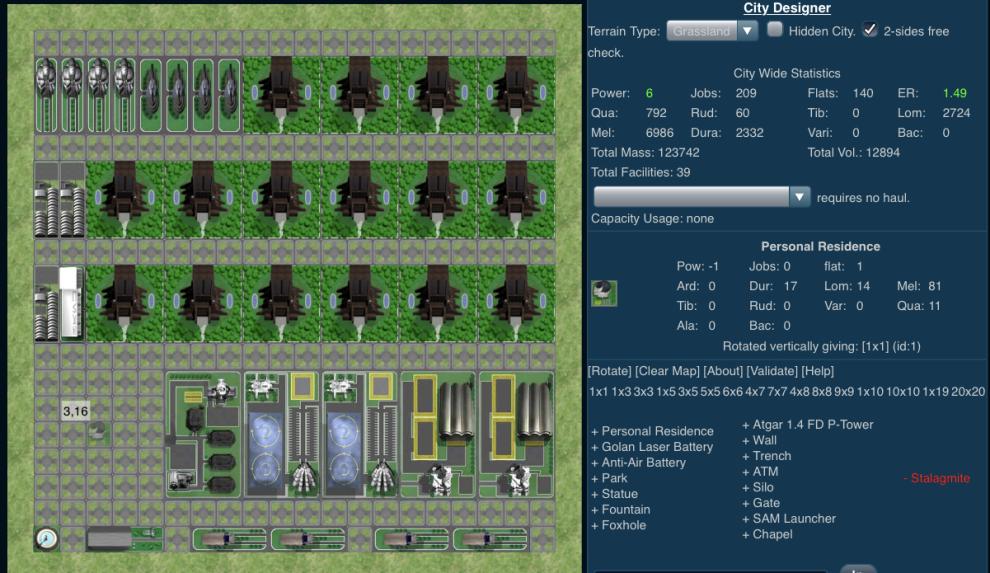 City Designer
Terrain Type: Grassland Hidden City. 2-sides free
check.
City Wide Statistics
Power: 6 Jobs: 209 Flats: 140 ER: 1.49
Qua: 792 Rud: 60 Tib: 0 Lom: 2724
Mel: 6986 Dura: 2332 Vari: 0 Bac: 0
Total Mass: 123742 Total Vol.: 12894
Total Facilities: 39
requires no haul.
Capacity Usage: none
Personal Residence
Pow: -1 Jobs: 0 flat: 1
Ard: 0 Dur: 17 Lom: 14 Mel: 81
Tib: 0 Rud: 0 Var: 0 Qua: 11
Ala: 0 Bac: 0
Rotated vertically giving: [1x1] (id:1)
[Rotate] [Clear Map] [About] [Validate] [Help]
1x1 1x3 3x3 1x5 3x5 5x5 6x6 4x7 7x7 4x8 8x8 9x9 1x10 10x10 1x19 20x20
+ Personal Residence
+ Golan Laser Battery
+ Anti-Air Battery
+ Park
+ Statue
+ Fountain
+ Foxhole
+ Atgar 1.4 FD P-Tower
+ Wall
+ Trench
+ ATM
+ Silo
+ Gate
+ SAM Launcher
+ Chapel
- Stalagmite
3,16